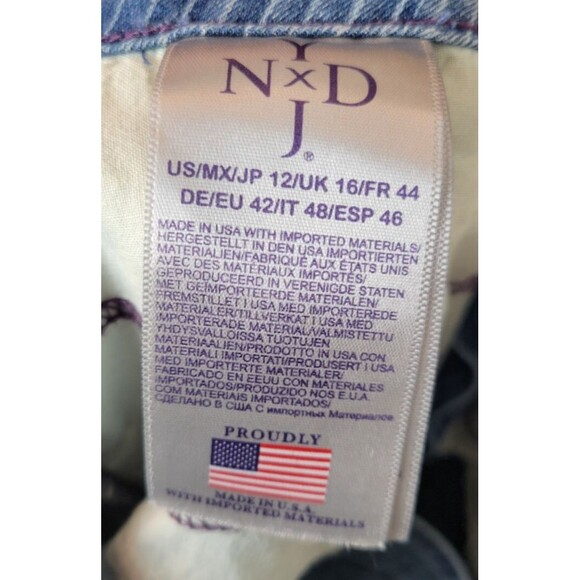 Y
N x D
J®
US/MX/JP 12/UK 16/FR 44
DE/EU 42/IT 48/ESP 46
MADE IN USA WITH IMPORTED MATERIALS/
HERGESTELLT IN DEN USA IMPORTIERTEN
MATERIALIEN/FABRIQUÉ AUX ÉTATS UNIS
AVEC DES MATÉRIAUX IMPORTÉS/
GEPRODUCEERD IN VERENIGDE STATEN
MET GEÏMPORTEERDE MATERIALEN/
FREMSTILLET I USA MED IMPORTEREDE
MATERIALER/TILLVERKAT I USA MED
IMPORTERADE MATERIAL/VALMISTETTU
YHDYSVALLOISSA TUOTUJEN
MATERIAALIEN/PRODOTTO IN USA CON
MATERIALI IMPORTATI/PRODUSERT I USA
MED IMPORTERTE MATERIALER/
FABRICADO EN EEUU CON MATERIALES
IMPORTADOS/PRODUZIDO NOS E.U.A.
COM MATERIAIS IMPORTADOS/
СДЕЛАНО В США С импортных Материалов
PROUDLY
MADE IN U.S.A.
WITH IMPORTED MATERIALS